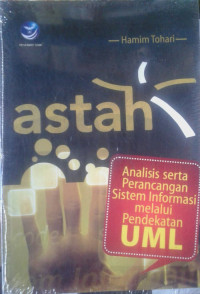 Hamim Tohari
astah
Analisis serta
Perancangan
Sistem Informasi
melalui
Pendekatan
UML